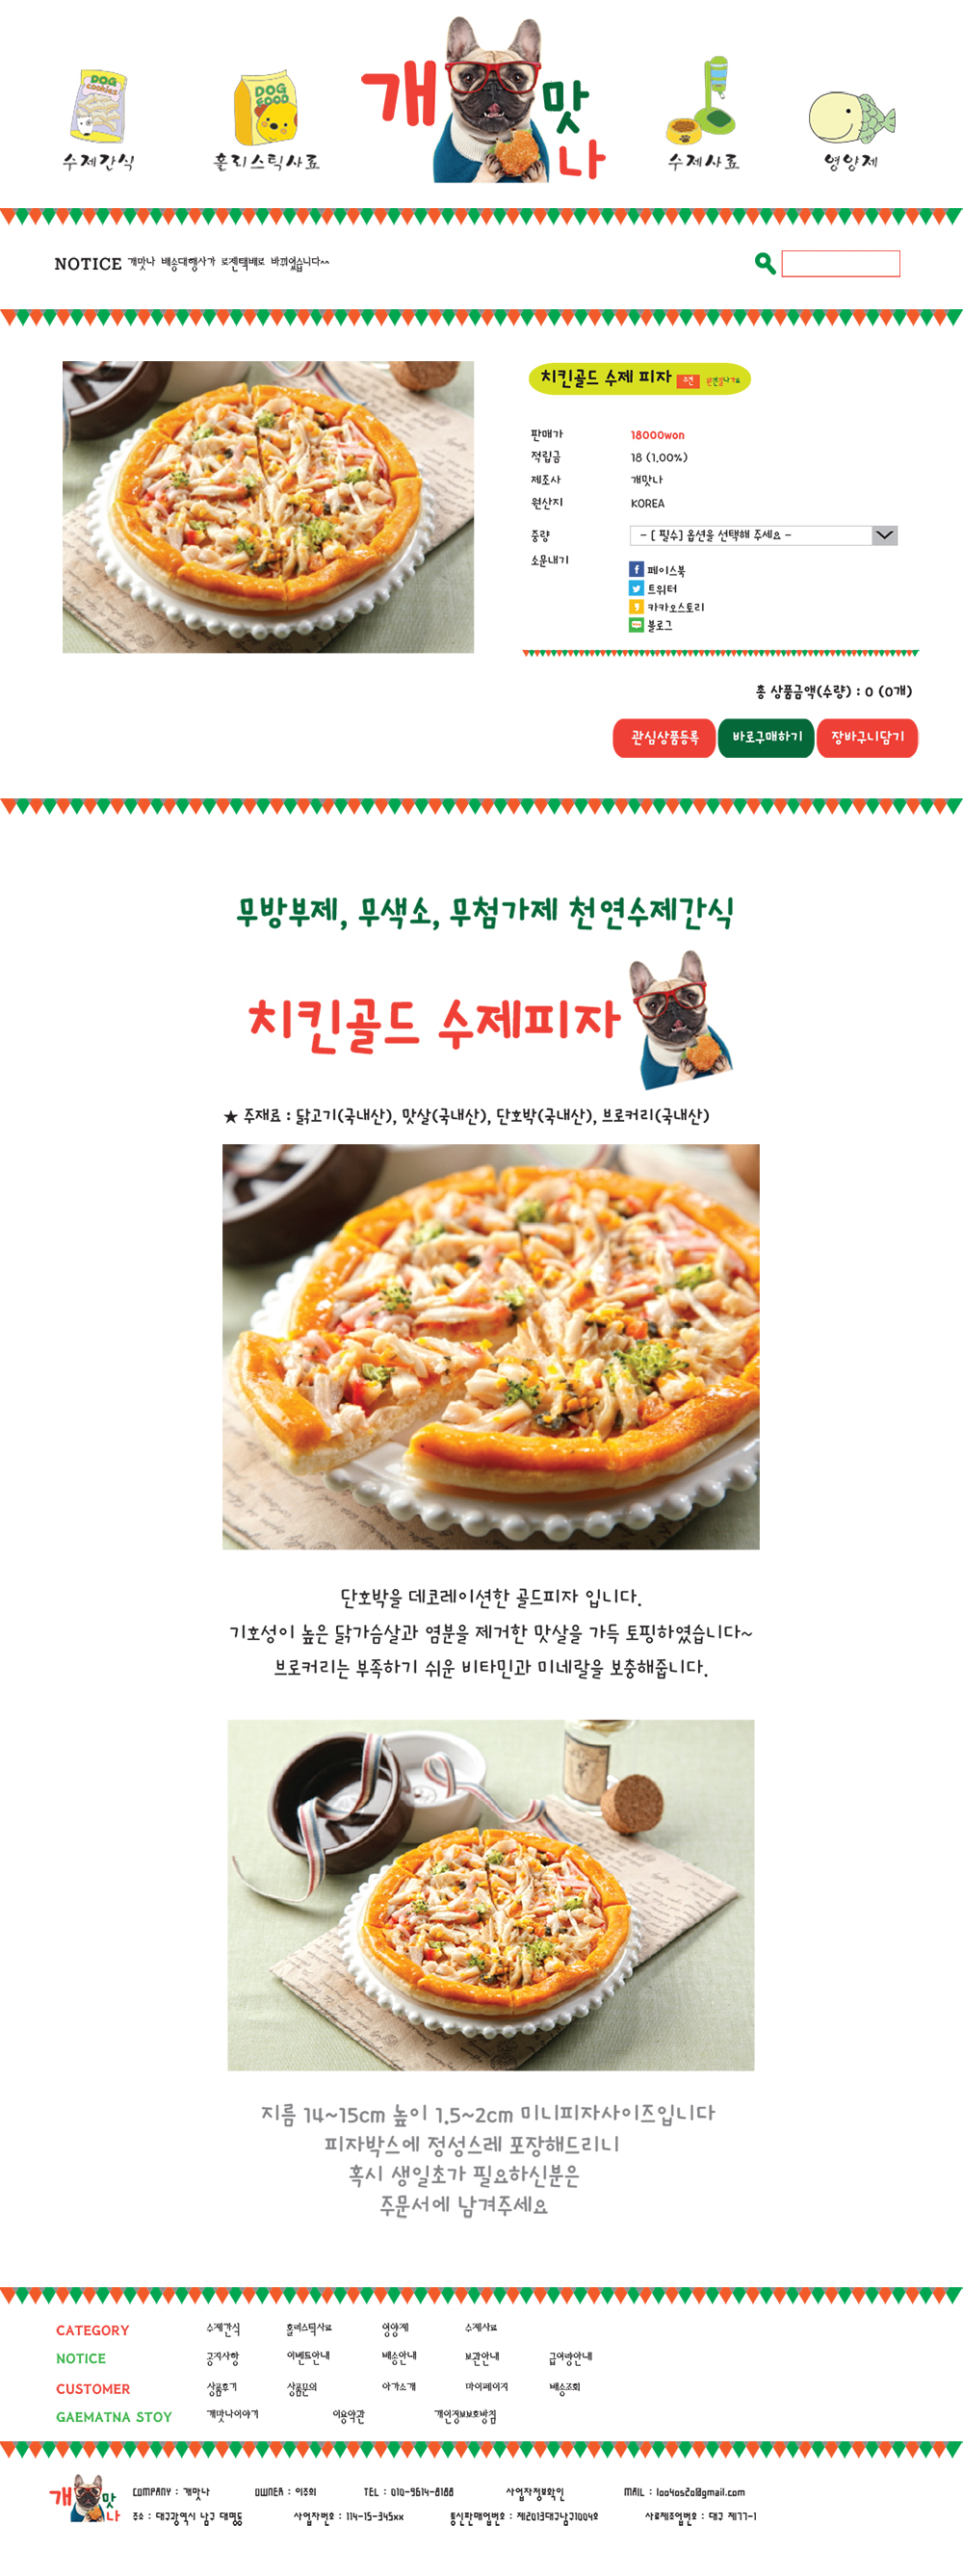 DOG cookies
DOG FOOD
개맛나
수제간식
홀리스틱사료
수제사료
영양제
NOTICE 개맛나 배송대행사가 로젠택배로 바뀌었습니다^^
치킨골드 수제 피자 추천
판매가 18000won
적립금 18 (1.00%)
제조사 개맛나
원산지 KOREA
중량 - [ 필수] 옵션을 선택해 주세요 -
소문내기
페이스북
트위터
카카오스토리
블로그
총 상품금액(수량) : 0 (0개)
관심상품등록 바로구매하기 장바구니담기
무방부제, 무색소, 무첨가제 천연수제간식
치킨골드 수제피자
★ 주재료 : 닭고기(국내산), 맛살(국내산), 단호박(국내산), 브로커리(국내산)
단호박을 데코레이션한 골드피자 입니다.
기호성이 높은 닭가슴살과 염분을 제거한 맛살을 가득 토핑하였습니다~
브로커리는 부족하기 쉬운 비타민과 미네랄을 보충해줍니다.
지름 14~15cm 높이 1.5~2cm 미니피자사이즈입니다
피자박스에 정성스레 포장해드리니
혹시 생일초가 필요하신분은
주문서에 남겨주세요
CATEGORY 수제간식 홀리스틱사료 영양제 수제사료
NOTICE 공지사항 이벤트안내 배송안내 보관안내 급여량안내
CUSTOMER 상품후기 상품문의 아가소개 마이페이지 배송조회
GAEMATNA STOY 개맛나이야기 이용약관 개인정보보호방침
개맛나
COMPANY : 개맛나 OWNER : 이주희 TEL : 010-9614-8188 사업자정보확인 MAIL : loo4os2o@gmail.com
주소 : 대구광역시 남구 대명동 사업자번호 : 114-15-345xx 통신판매업번호 : 제2013대구남구1004호 사료제조업번호 : 대구 제77-1